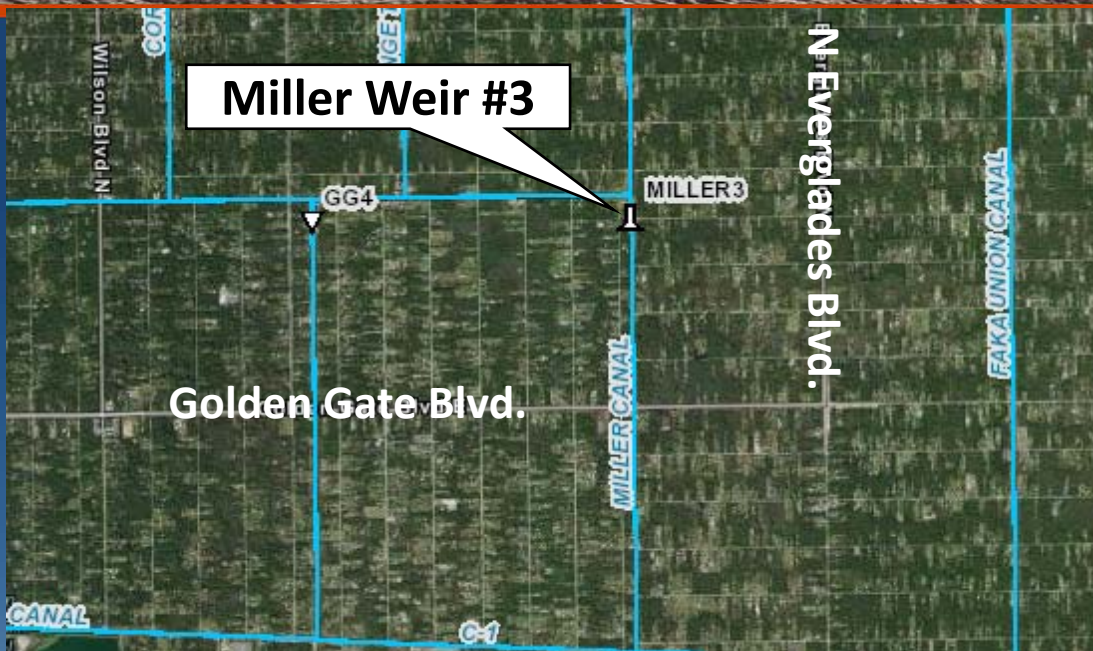 Wilson Blvd N
Miller Weir #3
N Everglades Blvd.
GG4
MILLER3
FAKA UNION CANAL
MILLER CANAL
Golden Gate Blvd.
CANAL
C-1